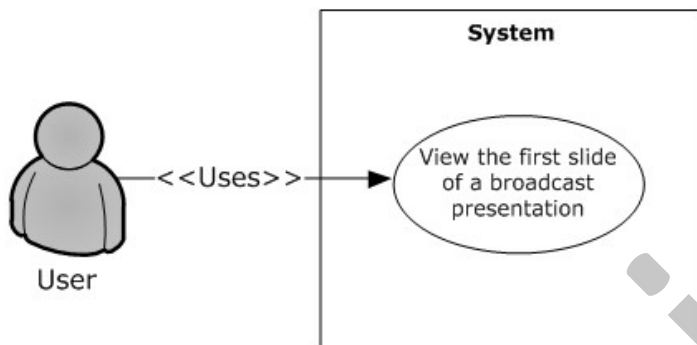 System
View the first slide
of a broadcast
presentation
<<Uses>>
User